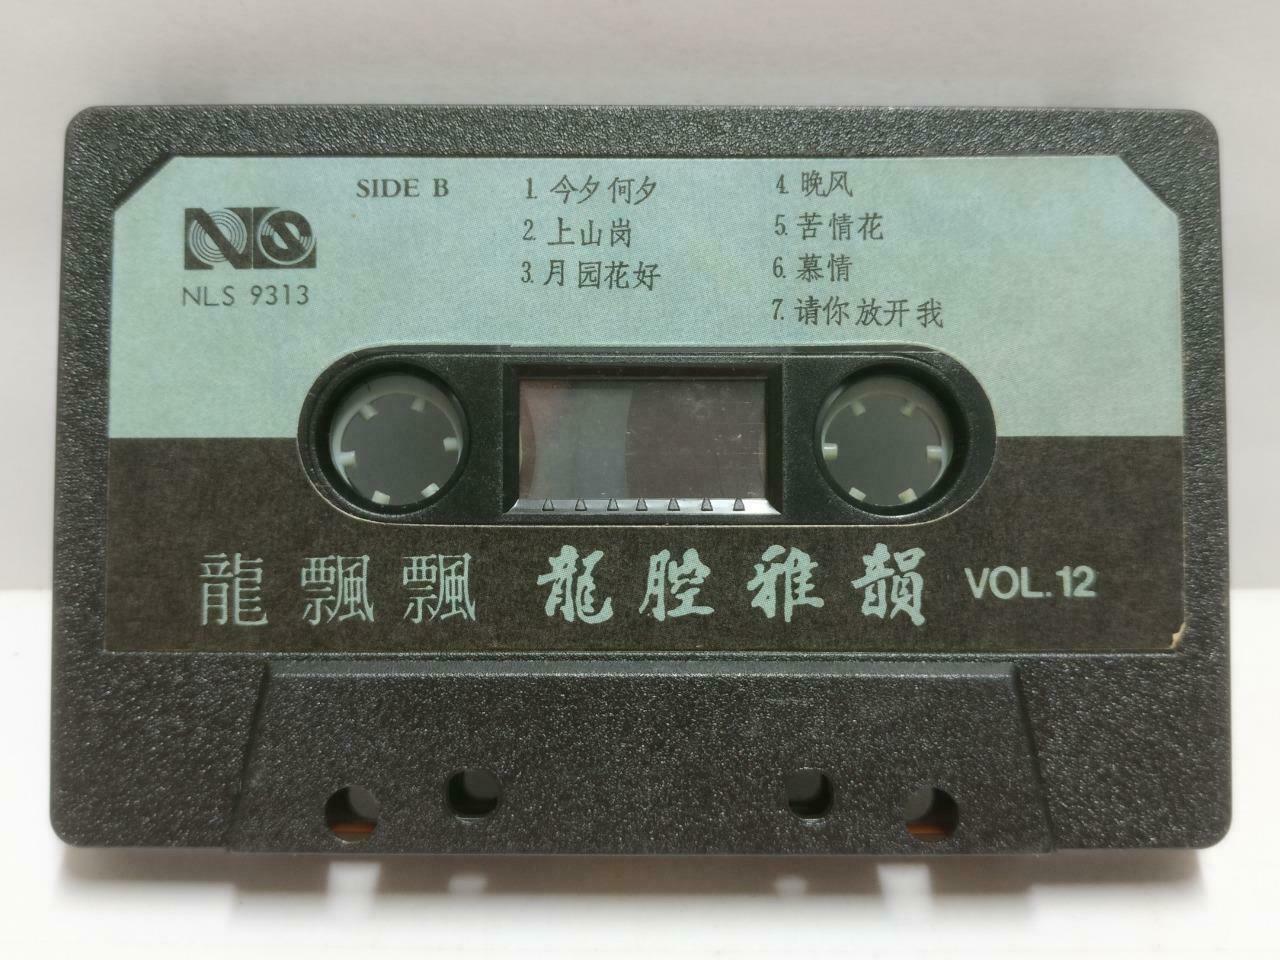 SIDE B
NS
NLS 9313
1. 今夕何夕
2. 上山岗
3. 月园花好
4. 晚风
5. 苦情花
6. 慕情
7. 请你放开我
龍飄飄 龍腔雅韻 VOL.12